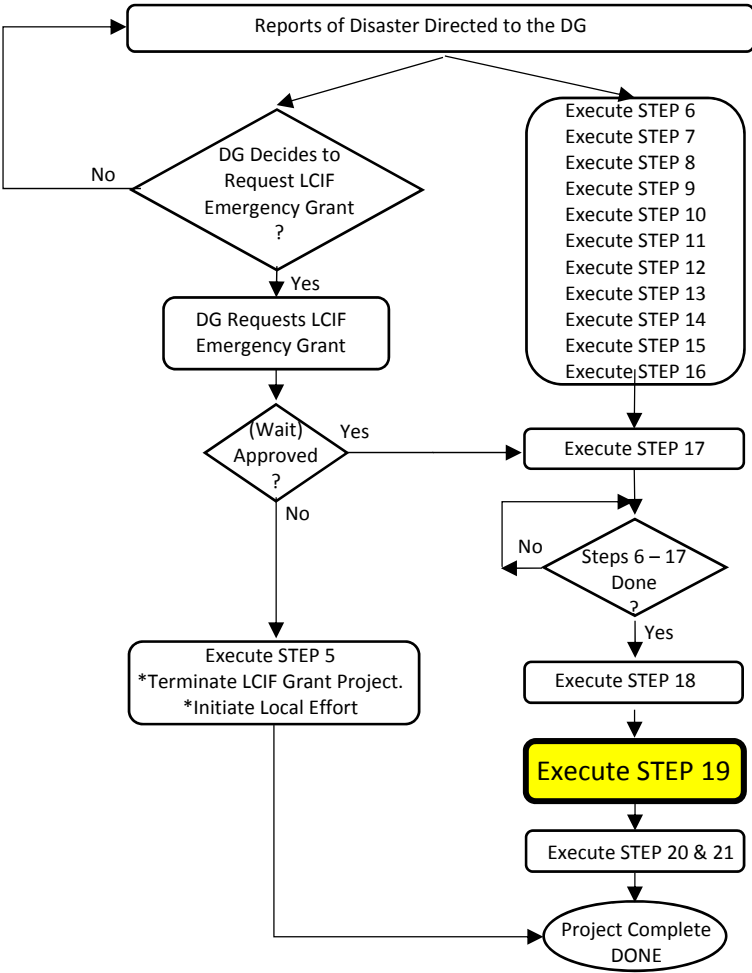 Reports of Disaster Directed to the DG
No
DG Decides to
Request LCIF
Emergency Grant
?
Yes
DG Requests LCIF
Emergency Grant
(Wait)
Approved
?
Yes
No
Execute STEP 5
*Terminate LCIF Grant Project.
*Initiate Local Effort
Execute STEP 6
Execute STEP 7
Execute STEP 8
Execute STEP 9
Execute STEP 10
Execute STEP 11
Execute STEP 12
Execute STEP 13
Execute STEP 14
Execute STEP 15
Execute STEP 16
Execute STEP 17
No
Steps 6 – 17
Done
?
Yes
Execute STEP 18
Execute STEP 19
Execute STEP 20 & 21
Project Complete
DONE